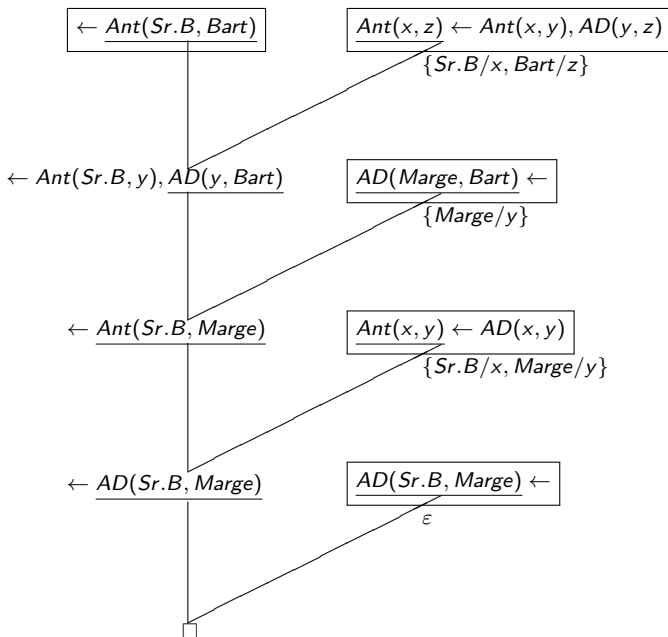 ← Ant(Sr.B, Bart)
Ant(x, z) ← Ant(x, y), AD(y, z)
{Sr.B/x, Bart/z}
← Ant(Sr.B, y), AD(y, Bart)
AD(Marge, Bart) ←
{Marge/y}
← Ant(Sr.B, Marge)
Ant(x, y) ← AD(x, y)
{Sr.B/x, Marge/y}
← AD(Sr.B, Marge)
AD(Sr.B, Marge) ←
ε
□